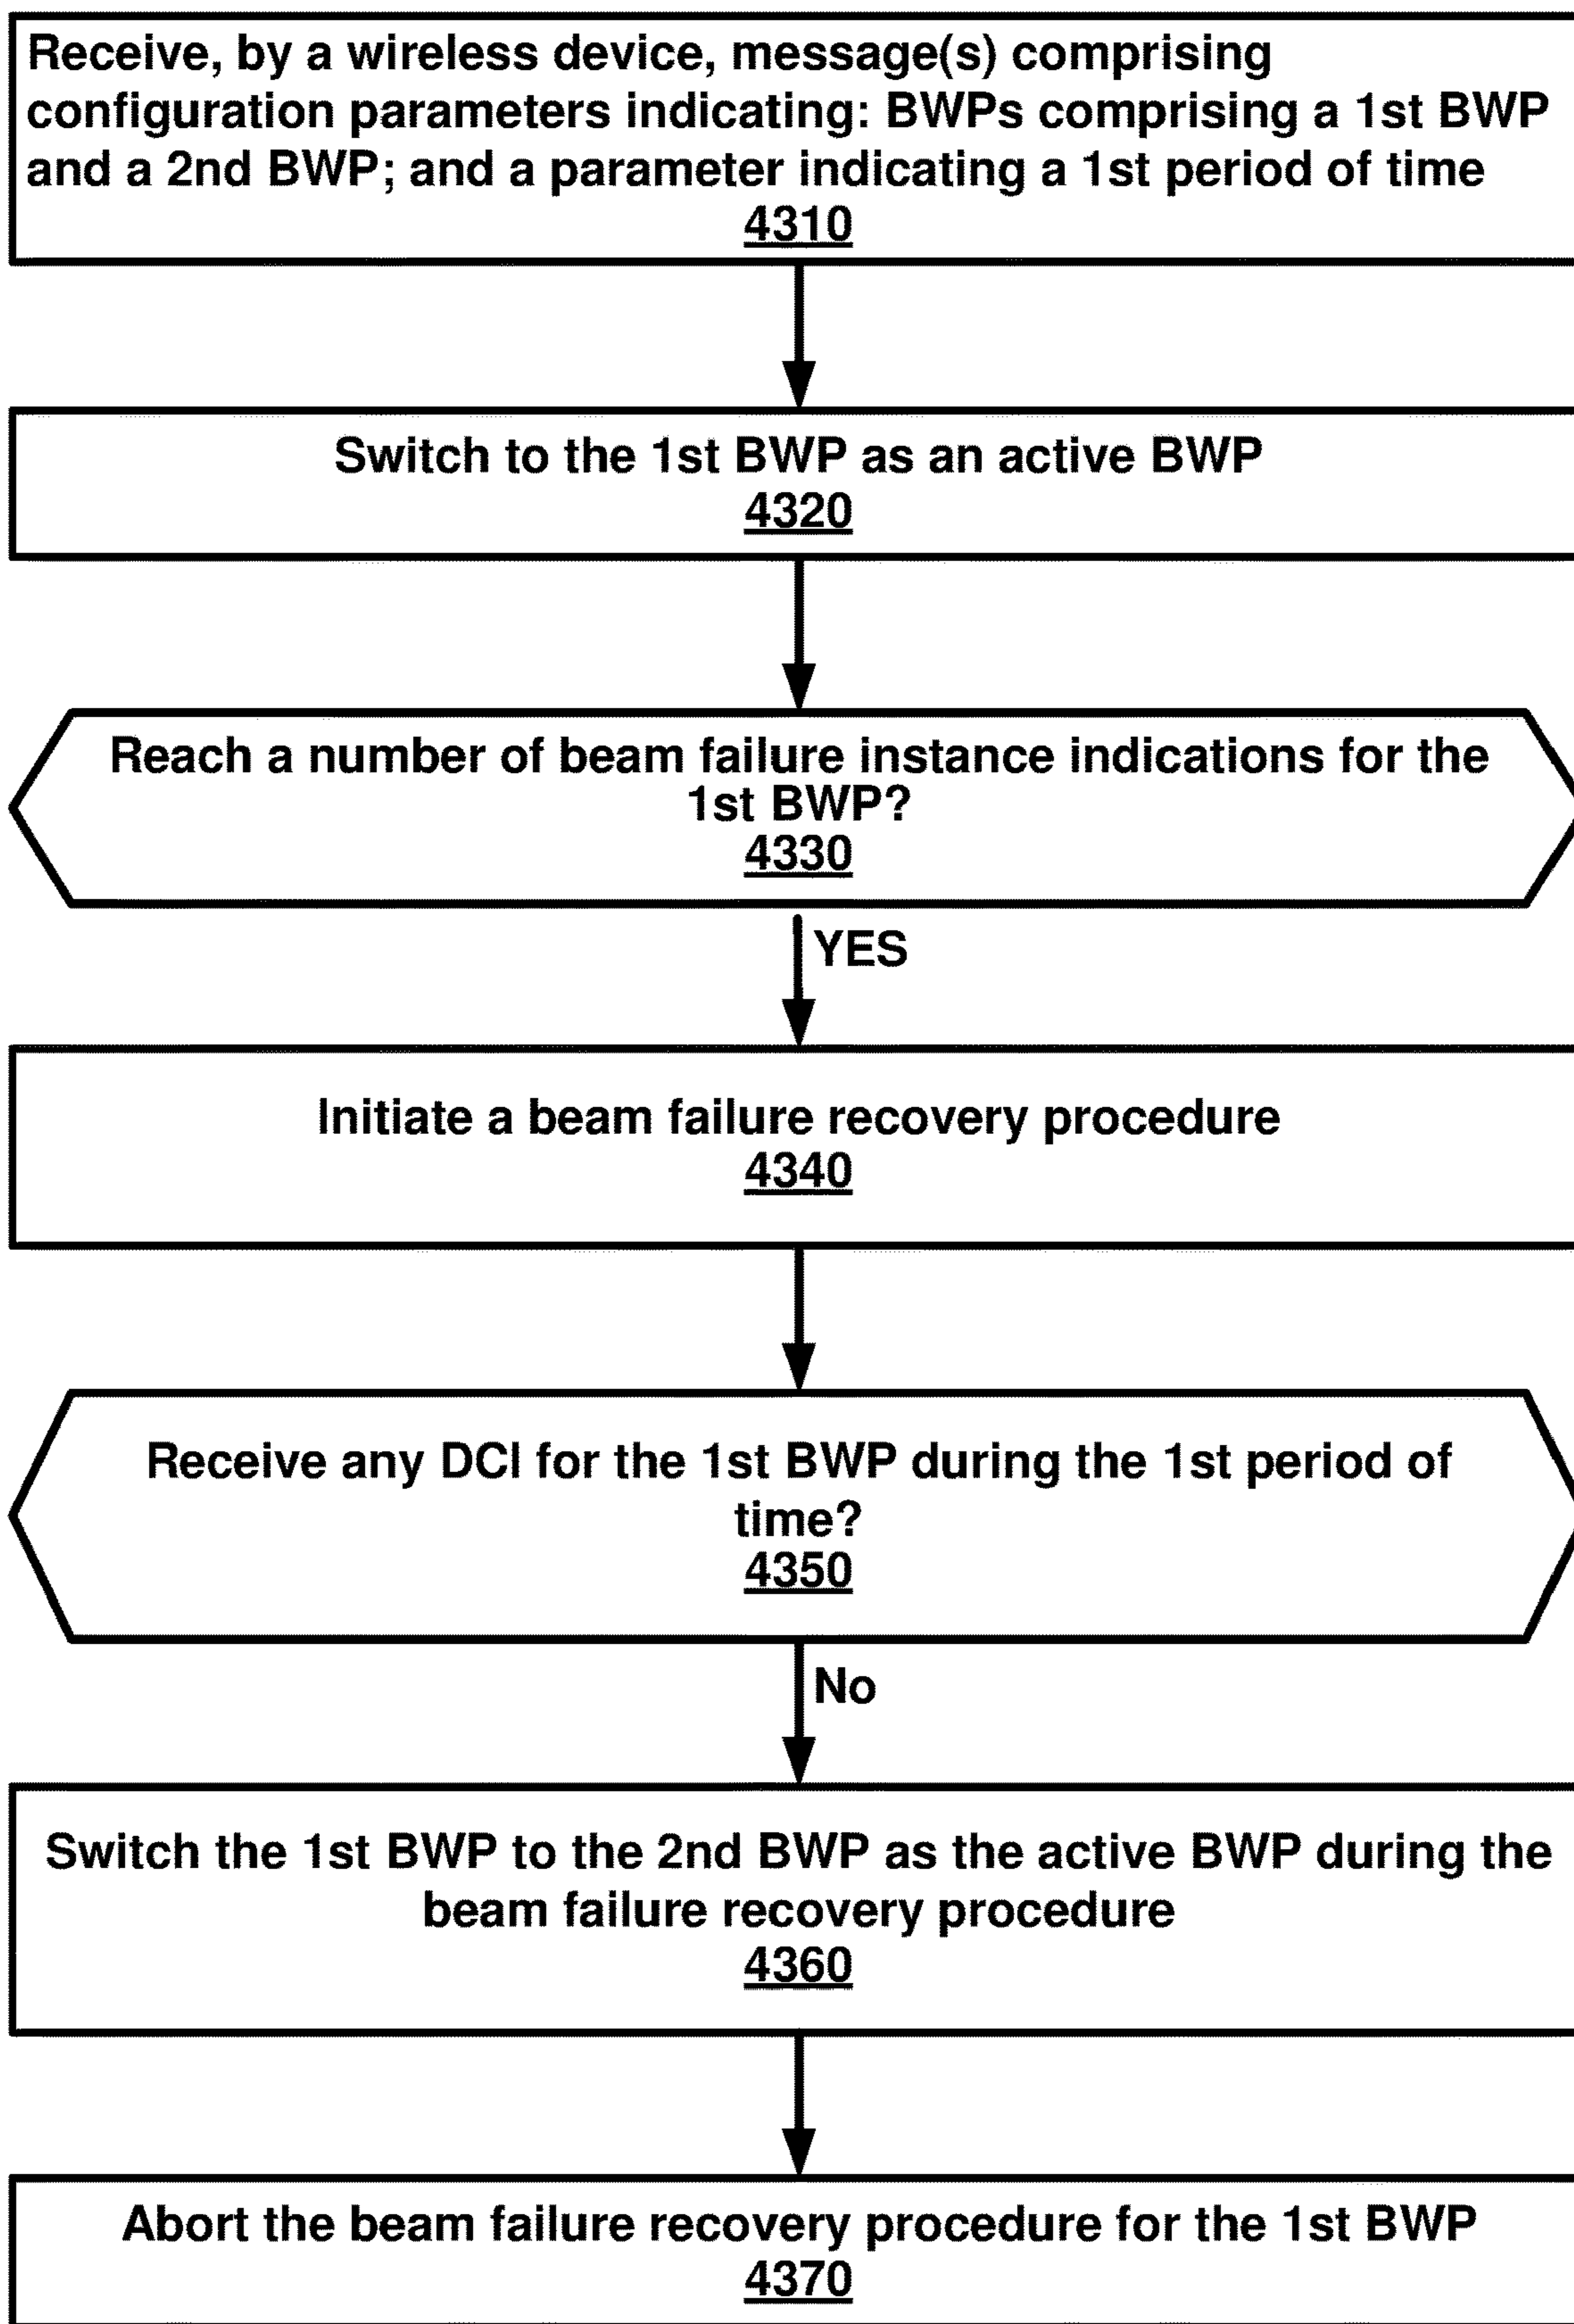 Receive, by a wireless device, message(s) comprising
configuration parameters indicating: BWPs comprising a 1st BWP
and a 2nd BWP; and a parameter indicating a 1st period of time
4310
Switch to the 1st BWP as an active BWP
4320
Reach a number of beam failure instance indications for the
1st BWP?
4330
YES
Initiate a beam failure recovery procedure
4340
Receive any DCI for the 1st BWP during the 1st period of
time?
4350
No
Switch the 1st BWP to the 2nd BWP as the active BWP during the
beam failure recovery procedure
4360
Abort the beam failure recovery procedure for the 1st BWP
4370